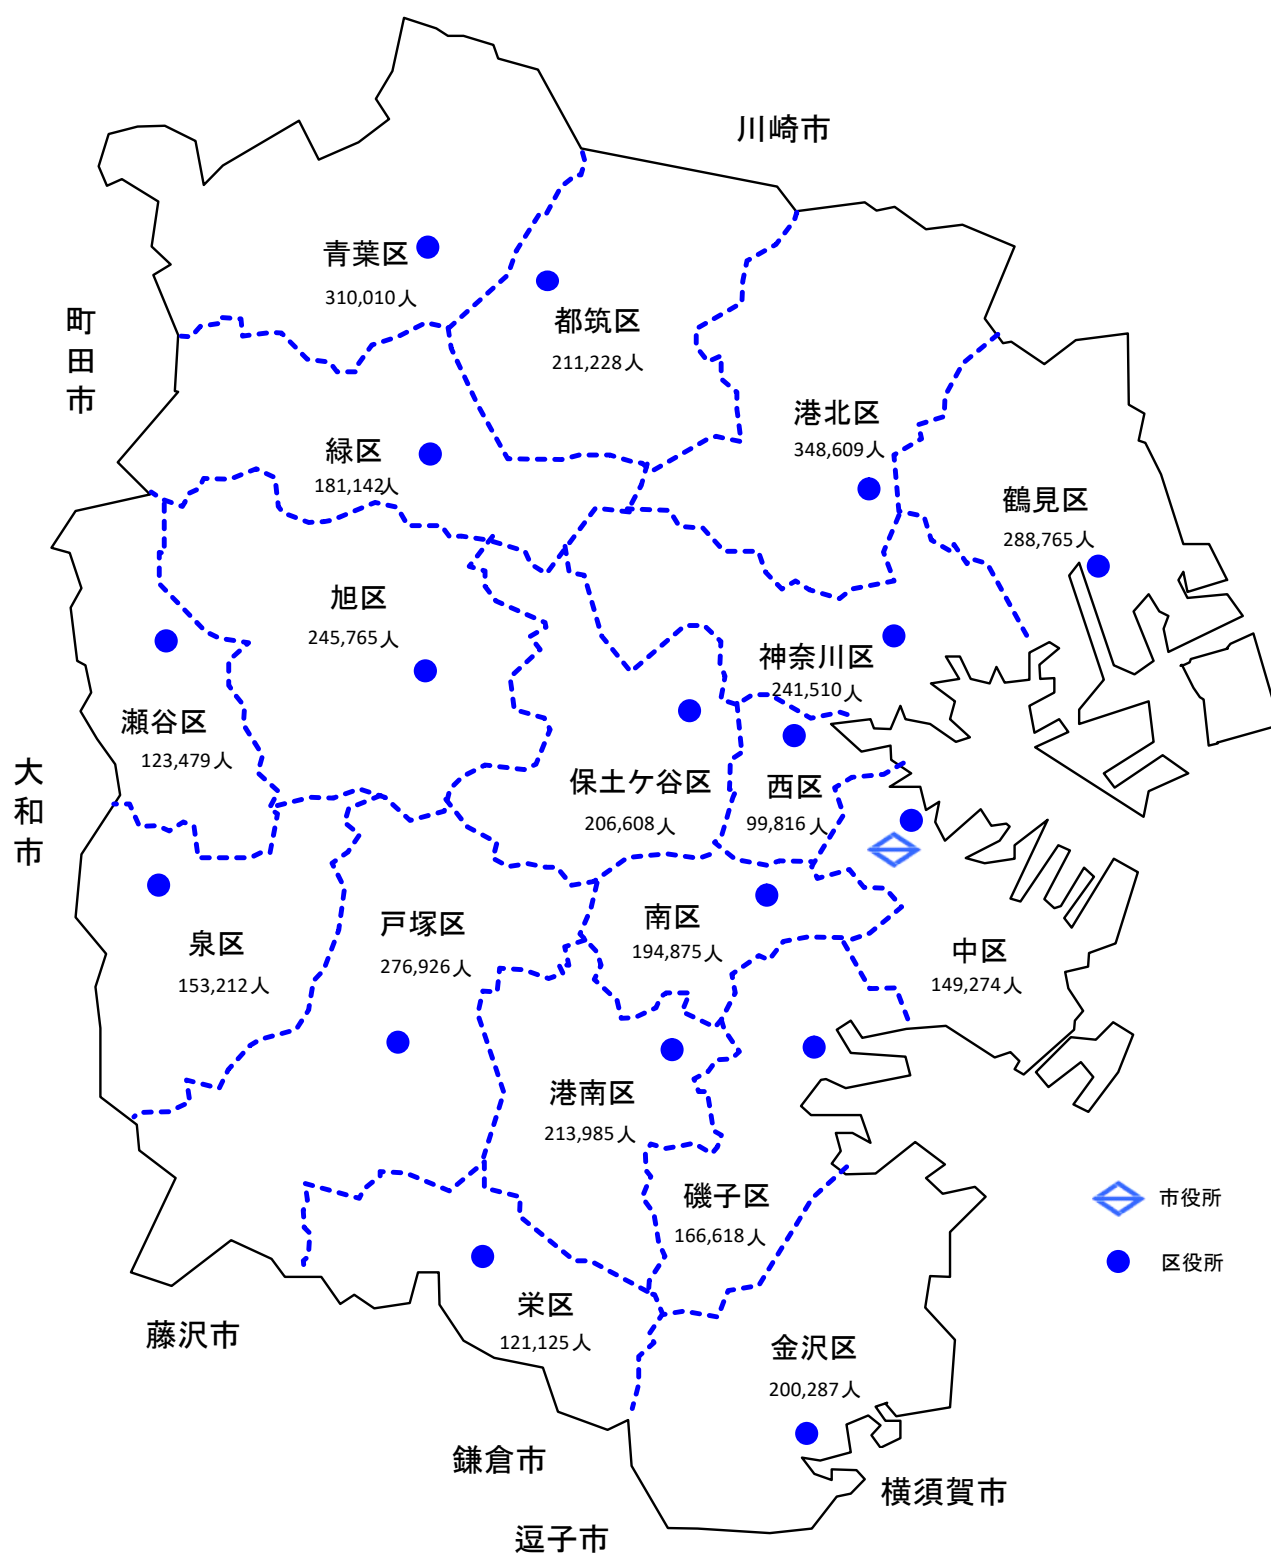 川崎市
青葉区
310,010人
都筑区
211,228人
町田市
港北区
348,609人
緑区
181,142人
鶴見区
288,765人
旭区
245,765人
神奈川区
241,510人
瀬谷区
123,479人
大和市
保土ケ谷区
206,608人
西区
99,816人
戸塚区
276,926人
南区
194,875人
泉区
153,212人
中区
149,274人
港南区
213,985人
磯子区
166,618人
市役所
区役所
栄区
121,125人
藤沢市
金沢区
200,287人
鎌倉市
横須賀市
逗子市